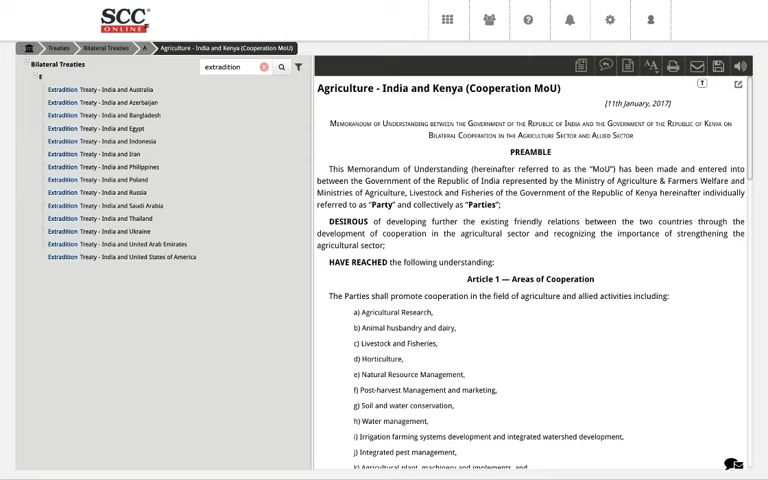 SCC
ONLINE
Treaties
Bilateral Treaties
A
Agriculture - India and Kenya (Cooperation MoU)
Bilateral Treaties
extradition
E
Extradition Treaty - India and Australia
Extradition Treaty - India and Azerbaijan
Extradition Treaty - India and Bangladesh
Extradition Treaty - India and Egypt
Extradition Treaty - India and Indonesia
Extradition Treaty - India and Iran
Extradition Treaty - India and Philippines
Extradition Treaty - India and Poland
Extradition Treaty - India and Russia
Extradition Treaty - India and Saudi Arabia
Extradition Treaty - India and Thailand
Extradition Treaty - India and Ukraine
Extradition Treaty - India and United Arab Emirates
Extradition Treaty - India and United States of America
AA
T
Agriculture - India and Kenya (Cooperation MoU)
[11th January, 2017]
Memorandum of Understanding between the Government of the Republic of India and the Government of the Republic of Kenya on
Bilateral Cooperation in the Agriculture Sector and Allied Sector
PREAMBLE
This Memorandum of Understanding (hereinafter referred to as the “MoU”) has been made and entered into
between the Government of the Republic of India represented by the Ministry of Agriculture & Farmers Welfare and
Ministries of Agriculture, Livestock and Fisheries of the Government of the Republic of Kenya hereinafter individually
referred to as “Party” and collectively as “Parties”;
DESIROUS of developing further the existing friendly relations between the two countries through the
development of cooperation in the agricultural sector and recognizing the importance of strengthening the
agricultural sector;
HAVE REACHED the following understanding:
Article 1 — Areas of Cooperation
The Parties shall promote cooperation in the field of agriculture and allied activities including:
a) Agricultural Research,
b) Animal husbandry and dairy,
c) Livestock and Fisheries,
d) Horticulture,
e) Natural Resource Management,
f) Post-harvest Management and marketing,
g) Soil and water conservation,
h) Water management,
i) Irrigation farming systems development and integrated watershed development,
j) Integrated pest management,
k) Agricultural plant, machinery and implements, and